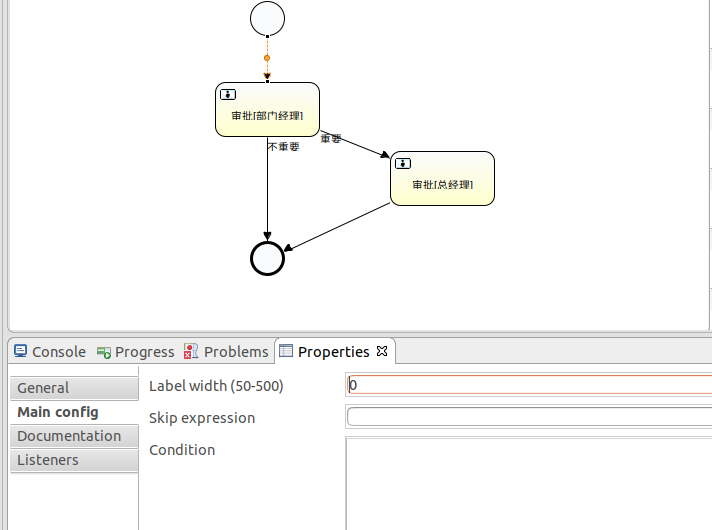 审批[部门经理]
不重要
重要
审批[总经理]
Console
Progress
Problems
Properties
General
Main config
Documentation
Listeners
Label width (50-500)
0
Skip expression
Condition